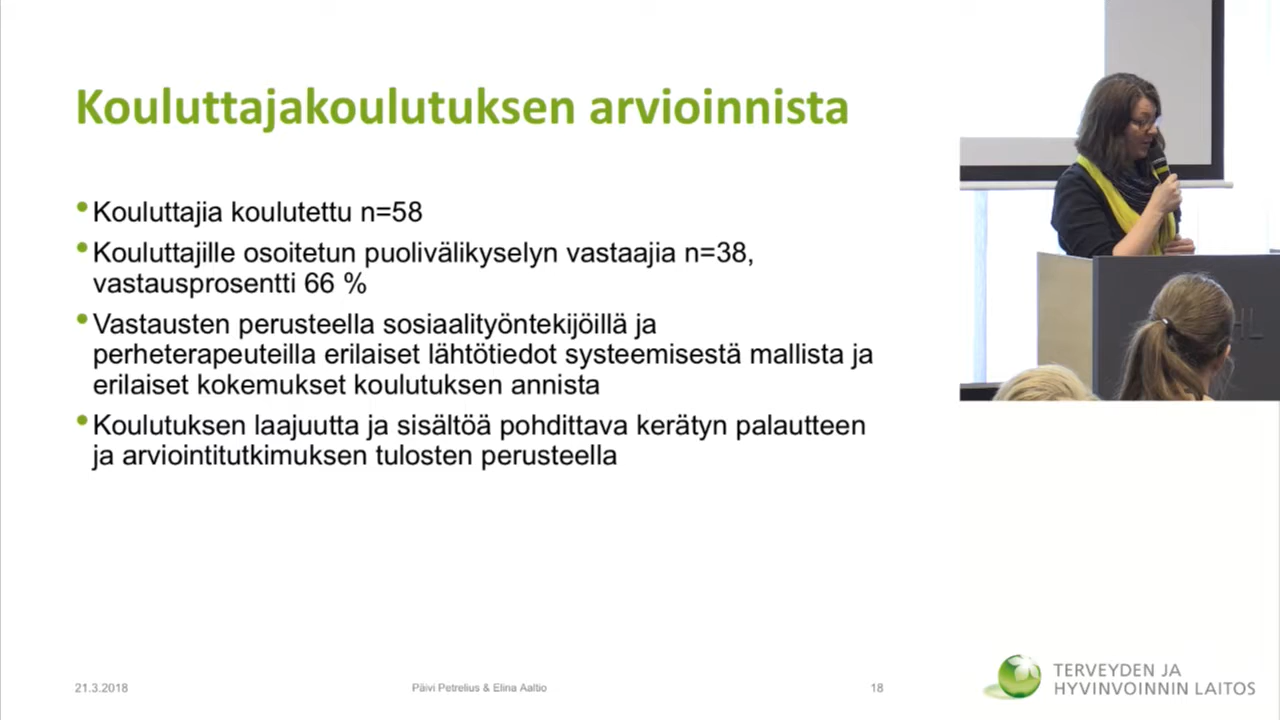 Kouluttajakoulutuksen arvioinnista
•Kouluttajia koulutettu n=58
•Kouluttajille osoitetun puolivälikyselyn vastaajia n=38,
vastausprosentti 66 %
•Vastausten perusteella sosiaalityöntekijöillä ja
perheterapeuteilla erilaiset lähtötiedot systeemisestä mallista ja
erilaiset kokemukset koulutuksen annista
•Koulutuksen laajuutta ja sisältöä pohdittava kerätyn palautteen
ja arviointitutkimuksen tulosten perusteella
21.3.2018
Päivi Petrelius & Elina Aaltio
18
TERVEYDEN JA
HYVINVOINNIN LAITOS